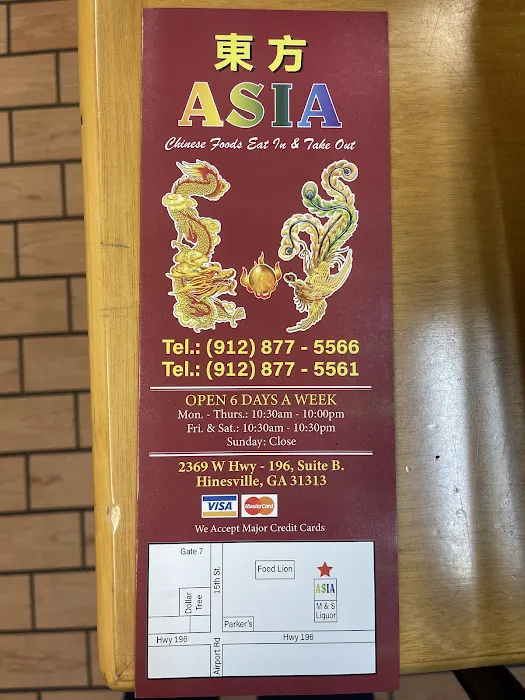 東方
ASIA
Chinese Foods Eat In & Take Out
Tel.: (912) 877 - 5566
Tel.: (912) 877 - 5561
OPEN 6 DAYS A WEEK
Mon. - Thurs.: 10:30am - 10:00pm
Fri. & Sat.: 10:30am - 10:30pm
Sunday: Close
2369 W Hwy - 196, Suite B.
Hinesville, GA 31313
VISA MasterCard
We Accept Major Credit Cards
Gate 7
15th St.
Food Lion
ASIA
Dollar
Tree
M & S
Liquor
Parker's
Hwy 196
Hwy 196
Airport Rd